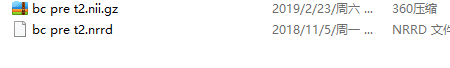 bc pre t2.nii.gz 2019/2/23/周六 ... 360压缩
bc pre t2.nrrd 2018/11/5/周一 ... NRRD 文件